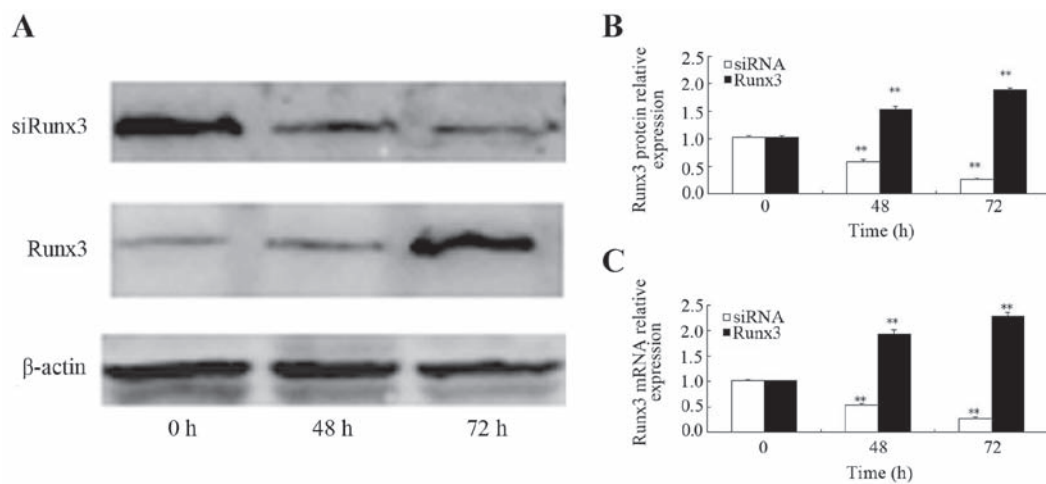 A
siRunx3
Runx3
β-actin
0 h 48 h 72 h
B
Runx3 protein relative
expression
2.5
2.0
1.5
1.0
0.5
0.0
siRNA
Runx3
**
**
**
**
0 48 72
Time (h)
C
Runx3 mRNA relative
expression
2.5
2.0
1.5
1.0
0.5
0.0
siRNA
Runx3
**
**
**
**
0 48 72
Time (h)